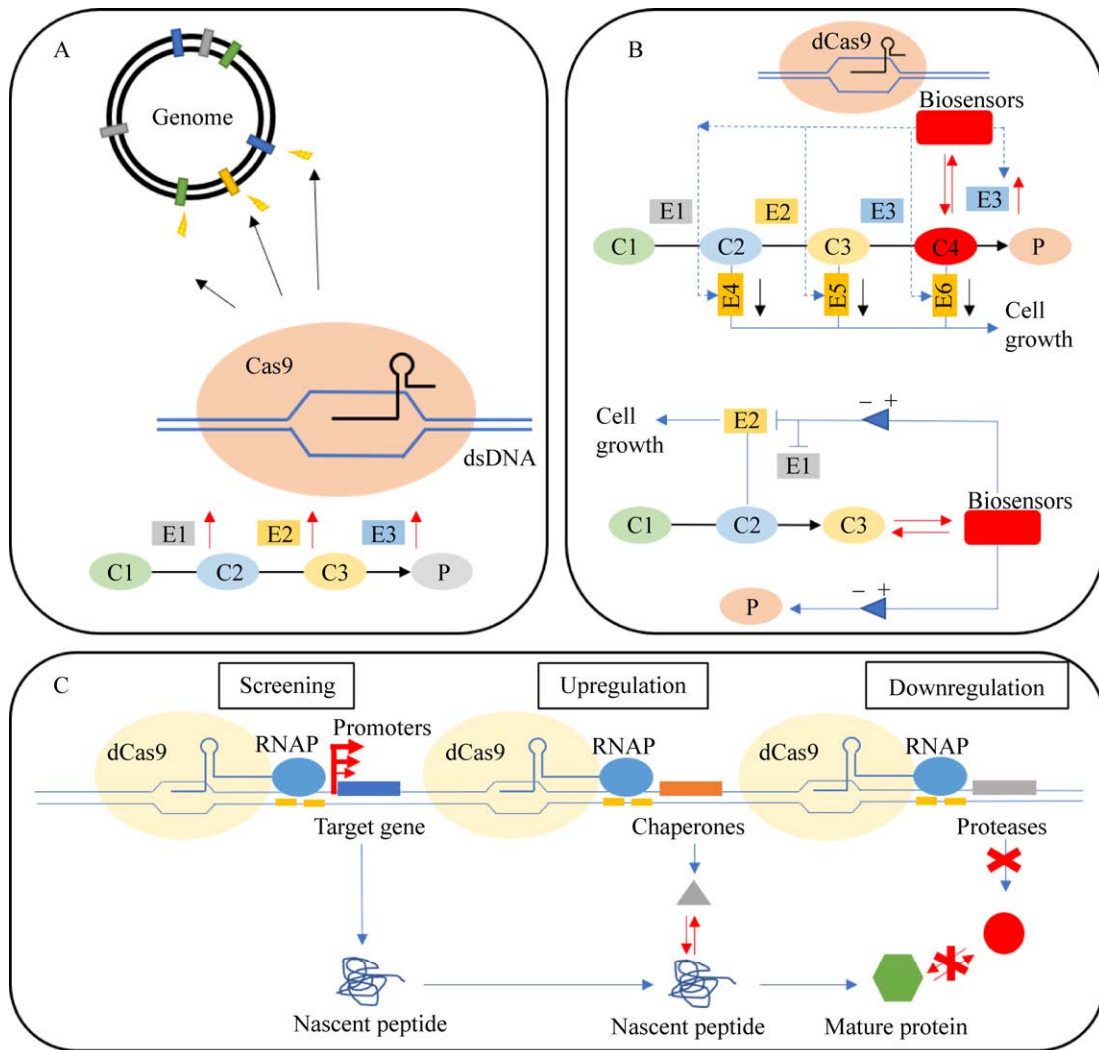 A
Genome
Cas9
dsDNA
E1
E2
E3
C1
C2
C3
P
B
dCas9
Biosensors
E3
E1
E2
E3
C1
C2
C3
C4
P
E4
E5
E6
Cell
growth
Cell
growth
E2
− +
E1
Biosensors
C1
C2
C3
P
− +
C
Screening
Upregulation
Downregulation
dCas9
RNAP
Promoters
dCas9
RNAP
dCas9
RNAP
Target gene
Chaperones
Proteases
Nascent peptide
Nascent peptide
Mature protein